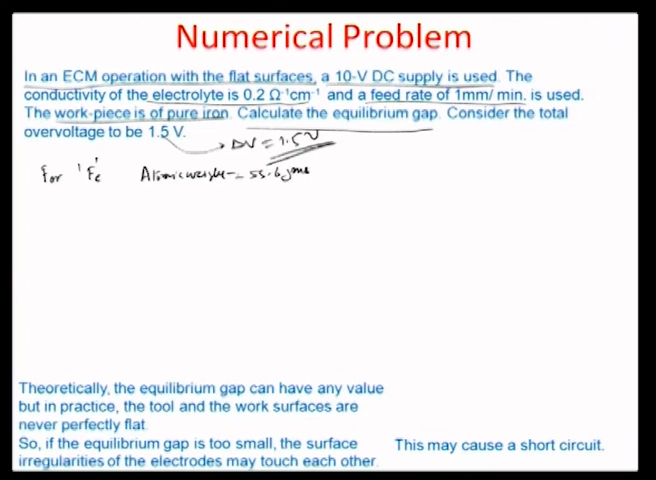 Numerical Problem
In an ECM operation with the flat surfaces, a 10-V DC supply is used. The
conductivity of the electrolyte is 0.2 Ω⁻¹cm⁻¹ and a feed rate of 1mm/ min. is used.
The work-piece is of pure iron. Calculate the equilibrium gap. Consider the total
overvoltage to be 1.5 V.
ΔV = 1.5V
For 'Fe' Atomic weight = 55.6 gms
Theoretically, the equilibrium gap can have any value
but in practice, the tool and the work surfaces are
never perfectly flat.
So, if the equilibrium gap is too small, the surface
irregularities of the electrodes may touch each other.
This may cause a short circuit.